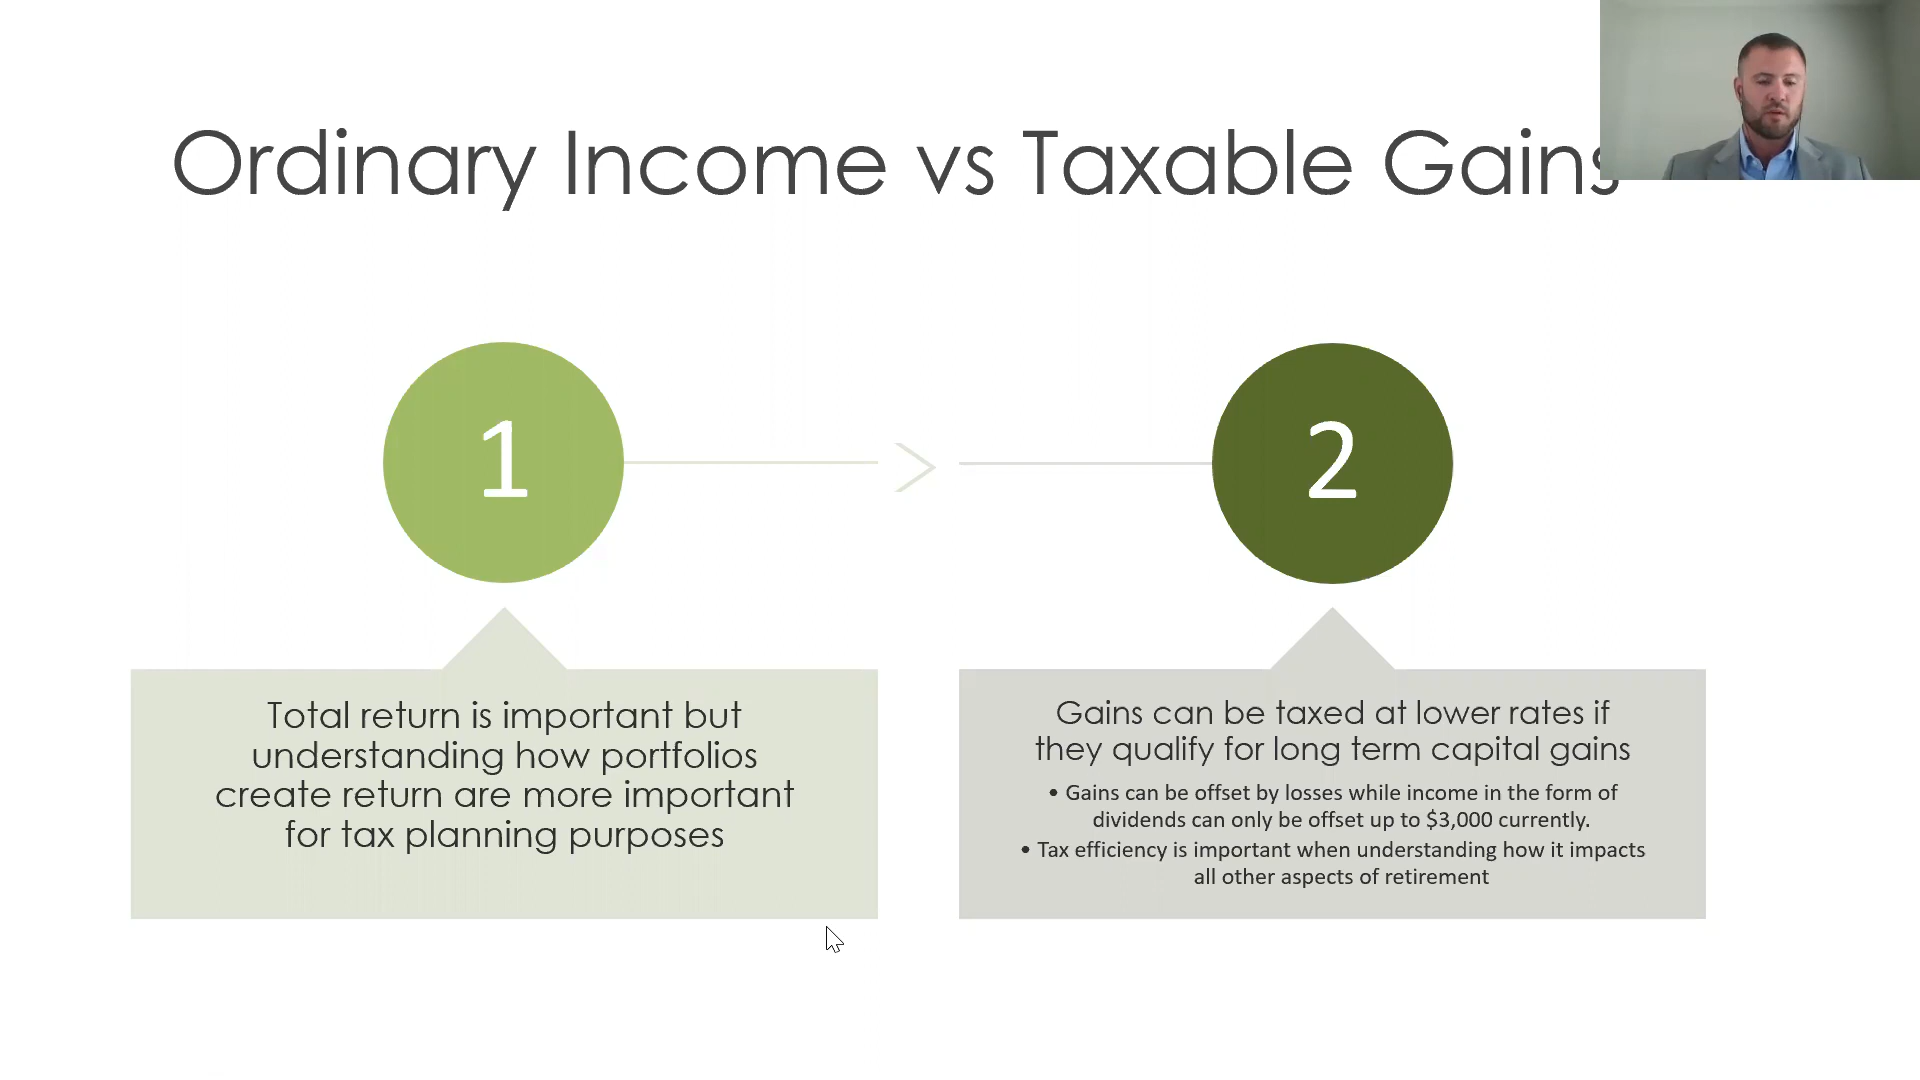 Ordinary Income vs Taxable Gains
1
2
Total return is important but
understanding how portfolios
create return are more important
for tax planning purposes
Gains can be taxed at lower rates if
they qualify for long term capital gains
• Gains can be offset by losses while income in the form of
dividends can only be offset up to $3,000 currently.
• Tax efficiency is important when understanding how it impacts
all other aspects of retirement